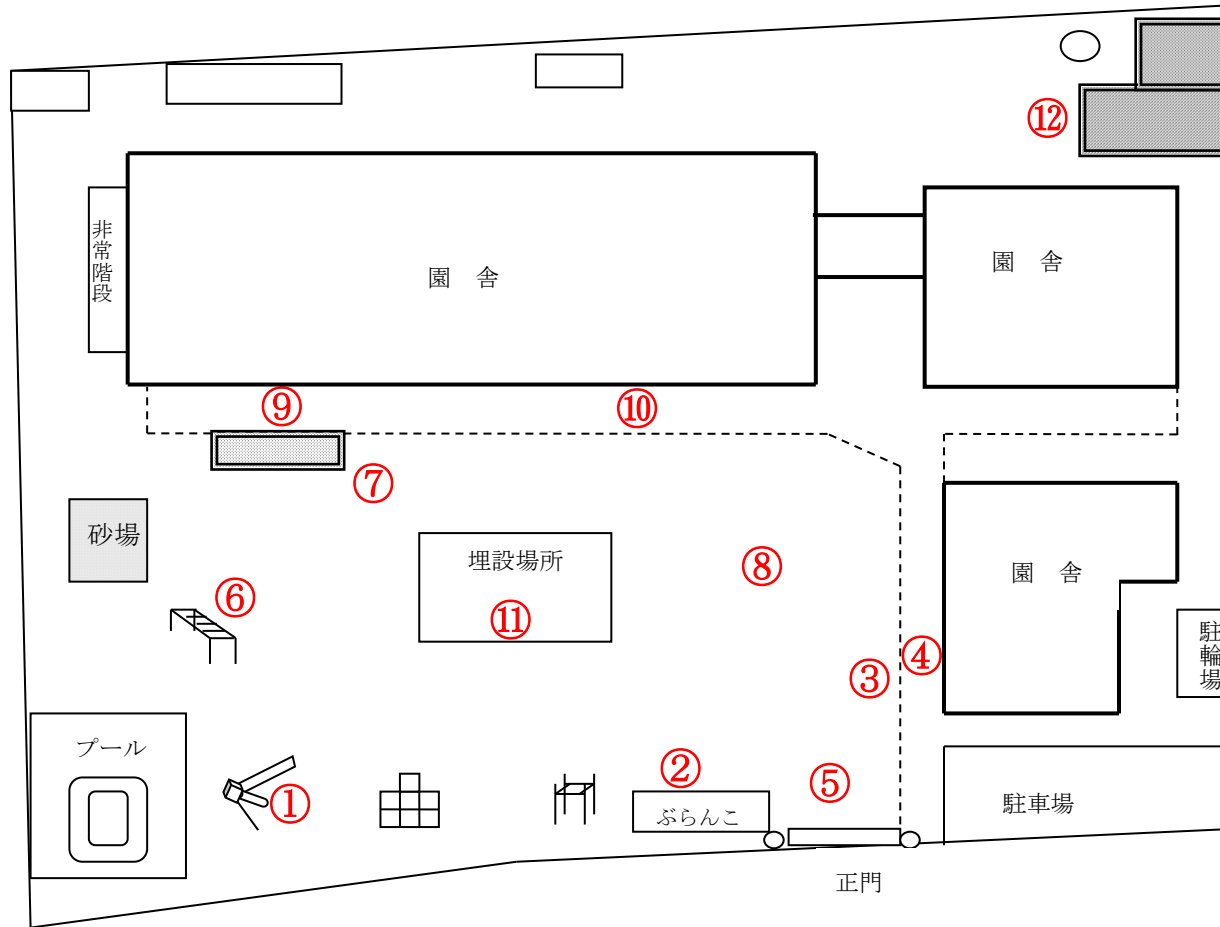 ⑫
非常階段
園　舎
園　舎
⑨
⑩
⑦
砂場
埋設場所
⑧
園　舎
⑥
⑪
④
③
駐輪場
プール
②
⑤
①
ぶらんこ
駐車場
正門